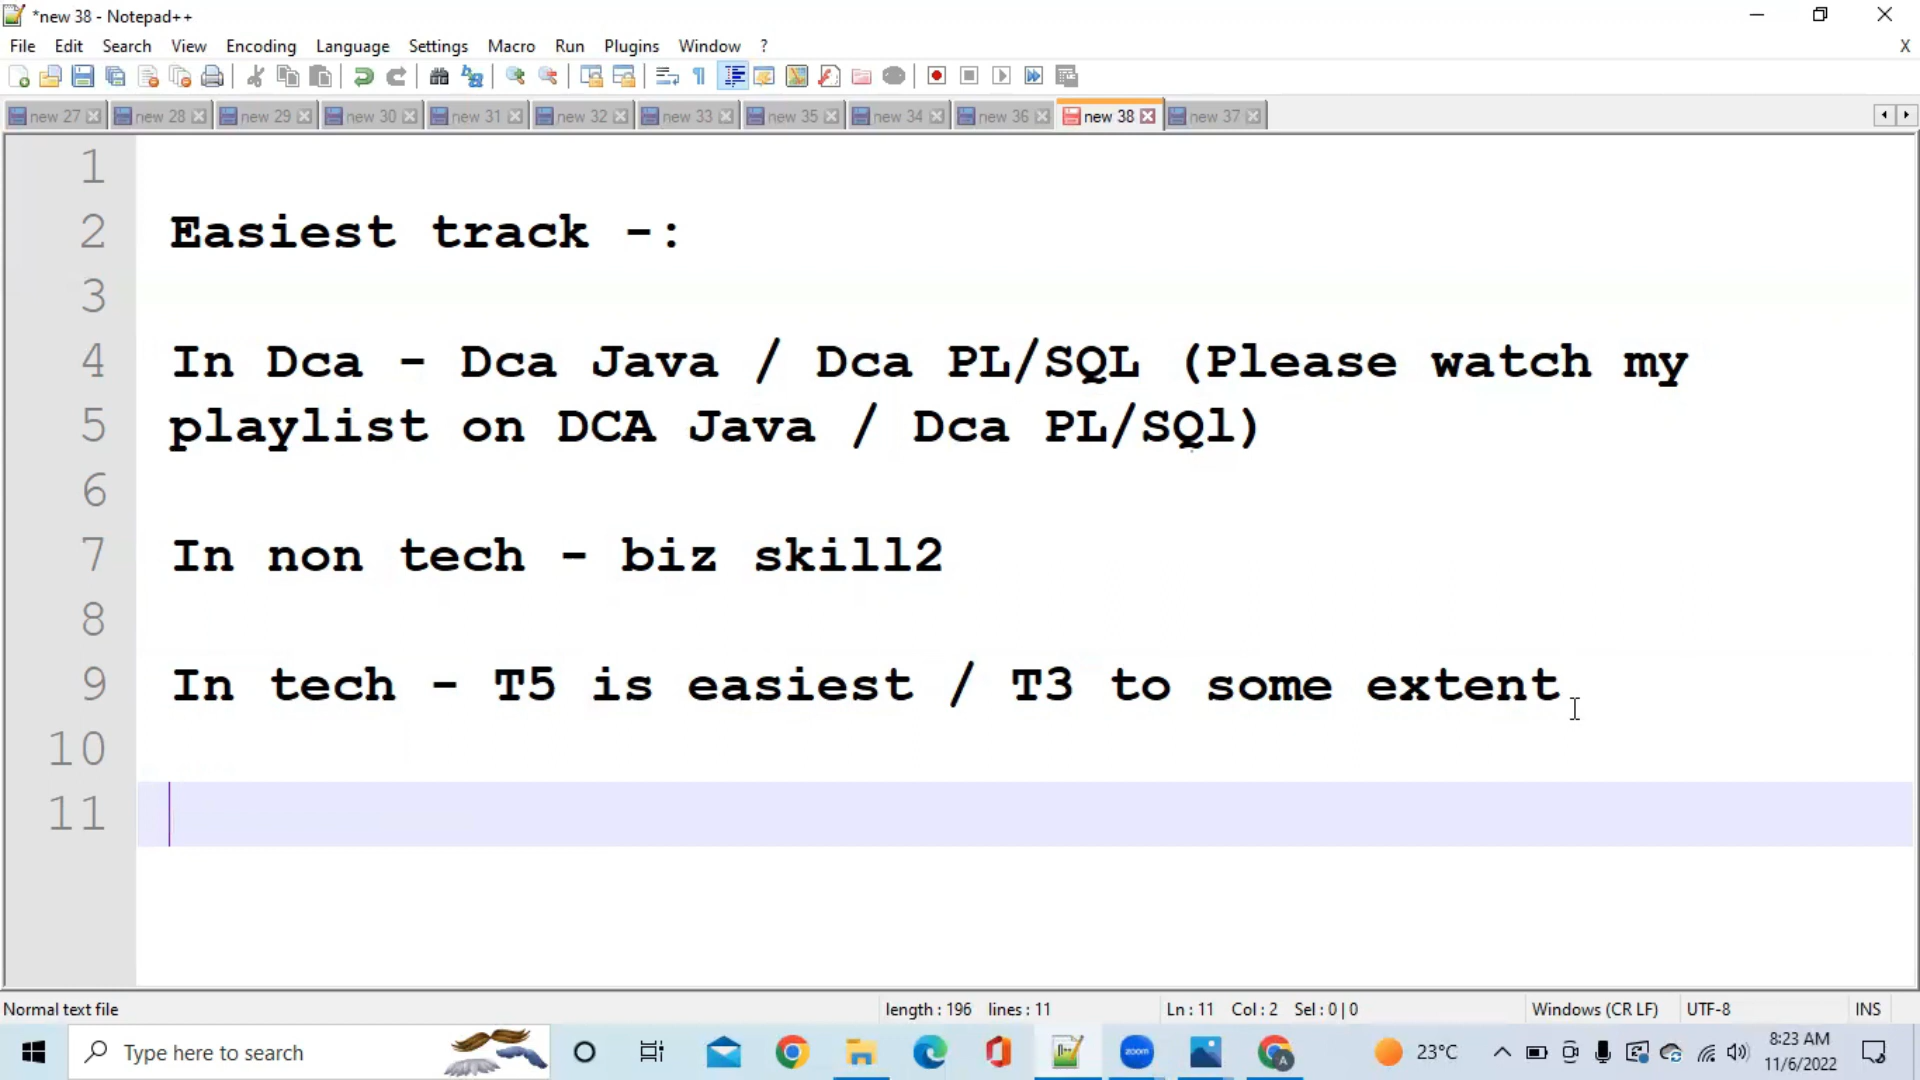 *new 38 - Notepad++
File Edit Search View Encoding Language Settings Macro Run Plugins Window ? X
new 27 new 28 new 29 new 30 new 31 new 32 new 33 new 35 new 34 new 36 new 38 new 37
1
2 Easiest track -:
3
4 In Dca - Dca Java / Dca PL/SQL (Please watch my
5 playlist on DCA Java / Dca PL/SQl)
6
7 In non tech - biz skill2
8
9 In tech - T5 is easiest / T3 to some extent
10
11
Normal text file length : 196 lines : 11 Ln : 11 Col : 2 Sel : 0 | 0 Windows (CR LF) UTF-8 INS
Type here to search zoom A 23°C 8:23 AM
11/6/2022